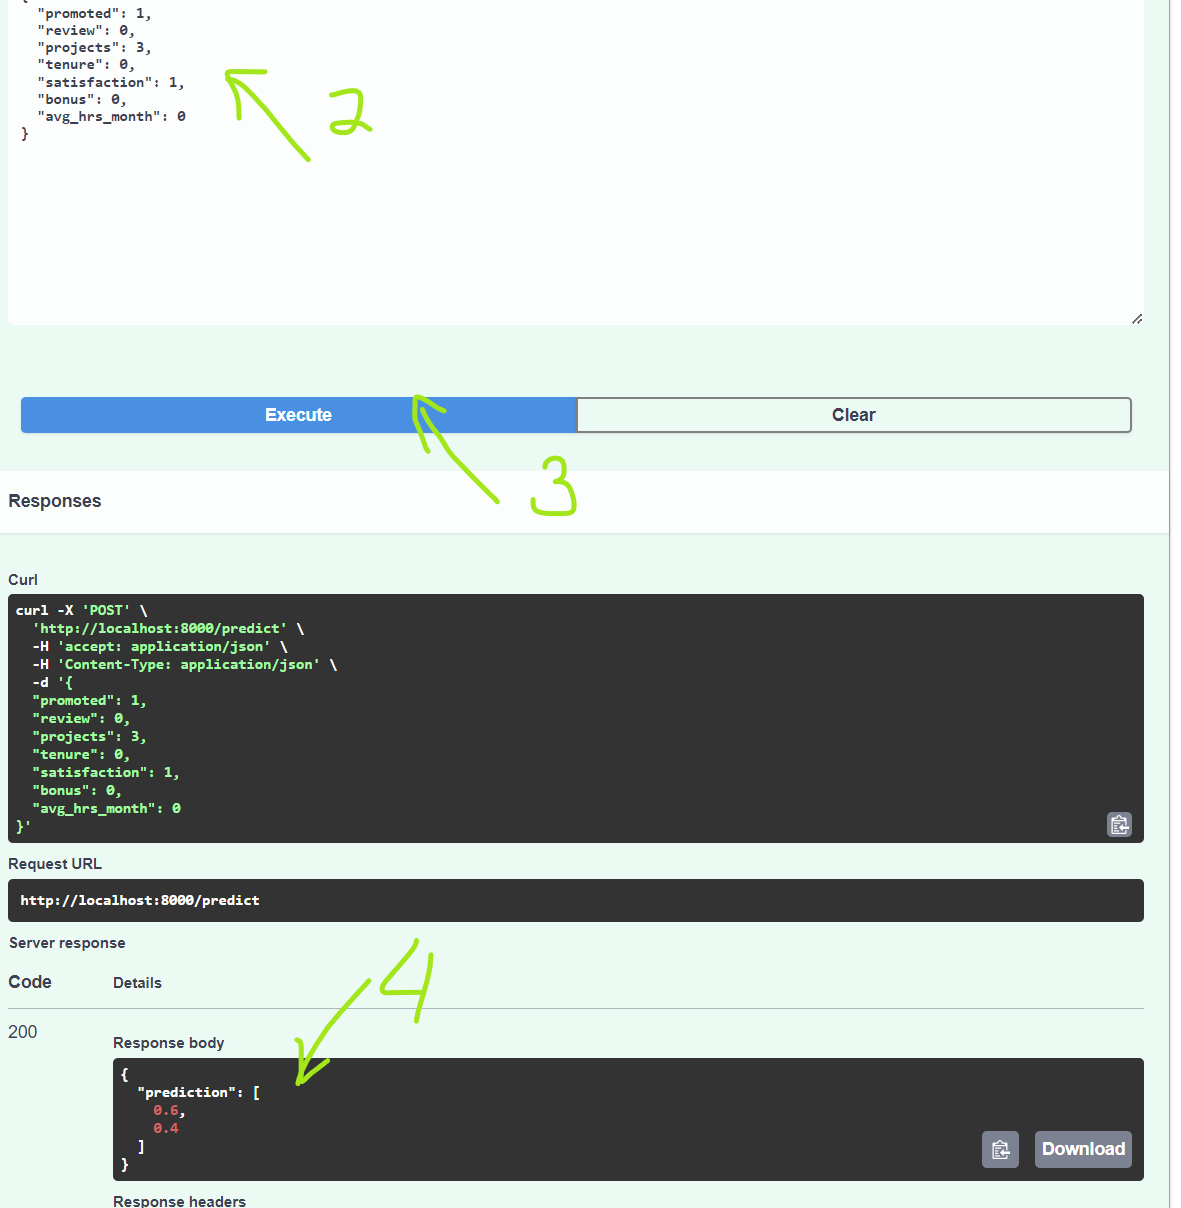 {
"promoted": 1,
"review": 0,
"projects": 3,
"tenure": 0,
"satisfaction": 1,
"bonus": 0,
"avg_hrs_month": 0
}
2
Execute
Clear
3
Responses
Curl
curl -X 'POST' \
'http://localhost:8000/predict' \
-H 'accept: application/json' \
-H 'Content-Type: application/json' \
-d '{
"promoted": 1,
"review": 0,
"projects": 3,
"tenure": 0,
"satisfaction": 1,
"bonus": 0,
"avg_hrs_month": 0
}'
Request URL
http://localhost:8000/predict
Server response
4
Code
Details
200
Response body
{
"prediction": [
0.6,
0.4
]
}
Download
Response headers